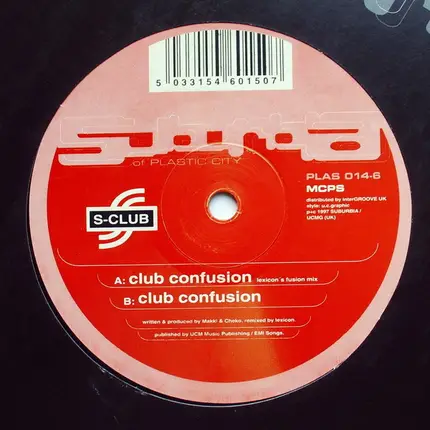 5 033154 601507
Suburbia
of PLASTIC CITY
PLAS 014-6
MCPS
distributed by InterGROOVE UK
style: u.c.graphic
p+c 1997 SUBURBIA /
UCMG (UK)
S-CLUB
A: club confusion lexicon's fusion mix
B: club confusion
written & produced by Makki & Cheko. remixed by lexicon.
published by UCM Music Publishing / EMI Songs.